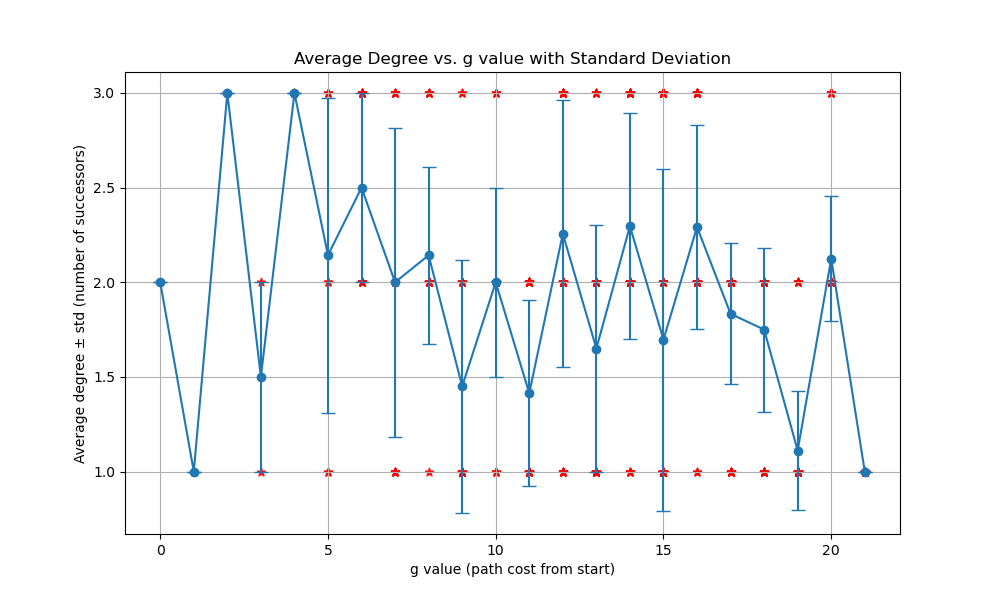 Average Degree vs. g value with Standard Deviation
Average degree ± std (number of successors)
3.0
2.5
2.0
1.5
1.0
0 5 10 15 20
g value (path cost from start)